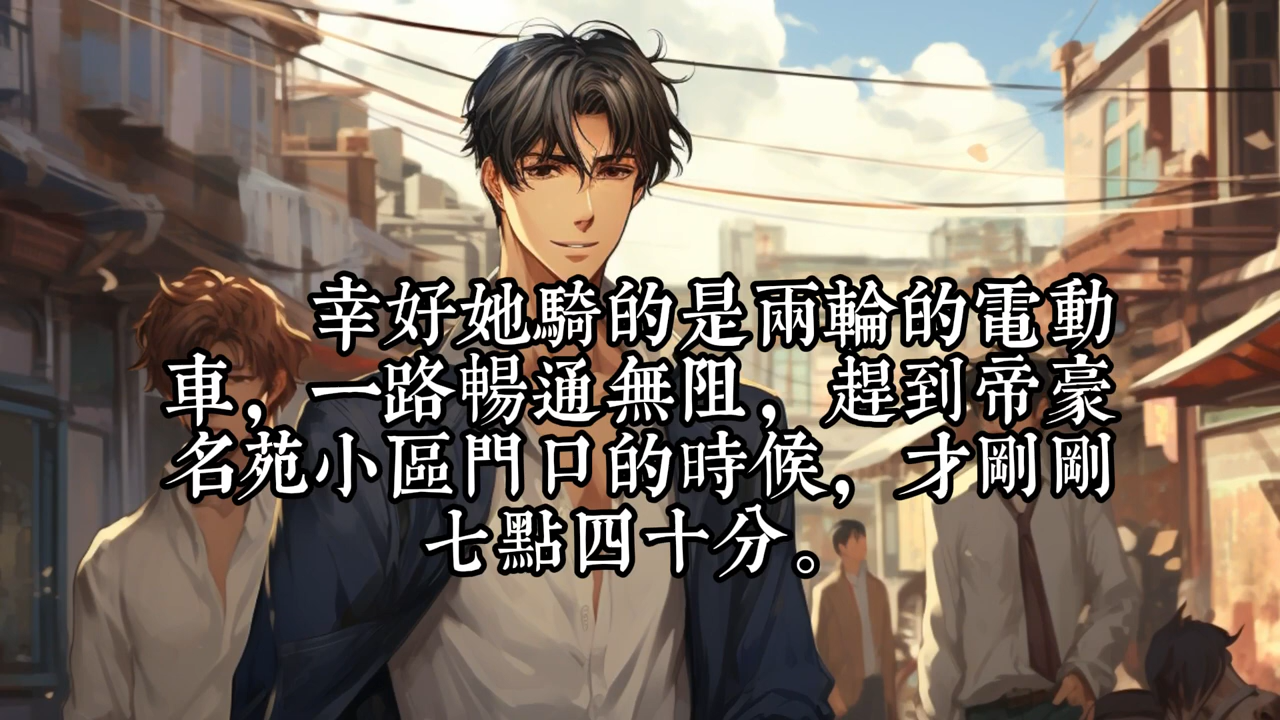 幸好她騎的是兩輪的電動
車，一路暢通無阻，趕到帝豪
名苑小區門口的時候，才剛剛
七點四十分。